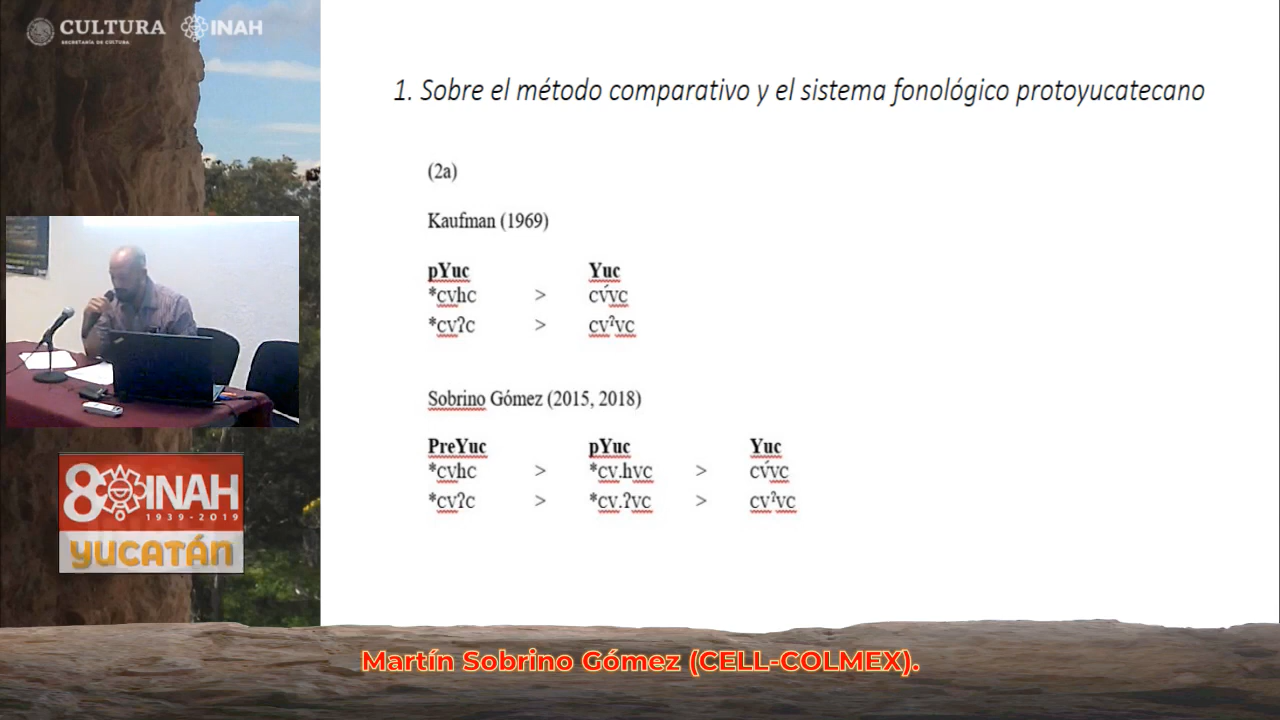 CULTURA
SECRETARÍA DE CULTURA
INAH
1. Sobre el método comparativo y el sistema fonológico protoyucatecano
(2a)
Kaufman (1969)
pYuc Yuc
*cvhc > cv́vc
*cvʔc > cvˀvc
Sobrino Gómez (2015, 2018)
PreYuc pYuc Yuc
*cvhc > *cv.hvc > cv́vc
*cvʔc > *cv.ʔvc > cvˀvc
80 INAH
1939-2019
YUCATÁN
Martín Sobrino Gómez (CELL-COLMEX).